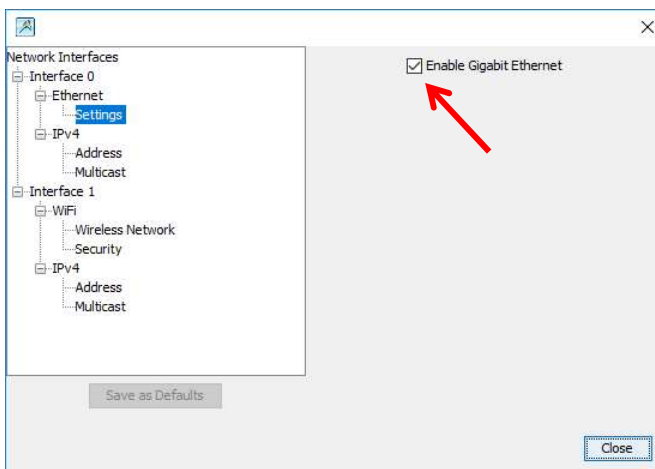 Network Interfaces
Interface 0
Ethernet
Settings
IPv4
Address
Multicast
Interface 1
WiFi
Wireless Network
Security
IPv4
Address
Multicast
Enable Gigabit Ethernet
Save as Defaults
Close